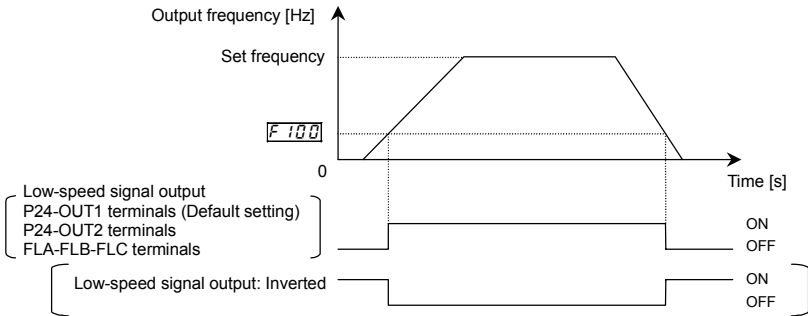 Output frequency [Hz]
Set frequency
F100
0
Time [s]
Low-speed signal output
P24-OUT1 terminals (Default setting)
P24-OUT2 terminals
FLA-FLB-FLC terminals
ON
OFF
Low-speed signal output: Inverted
ON
OFF